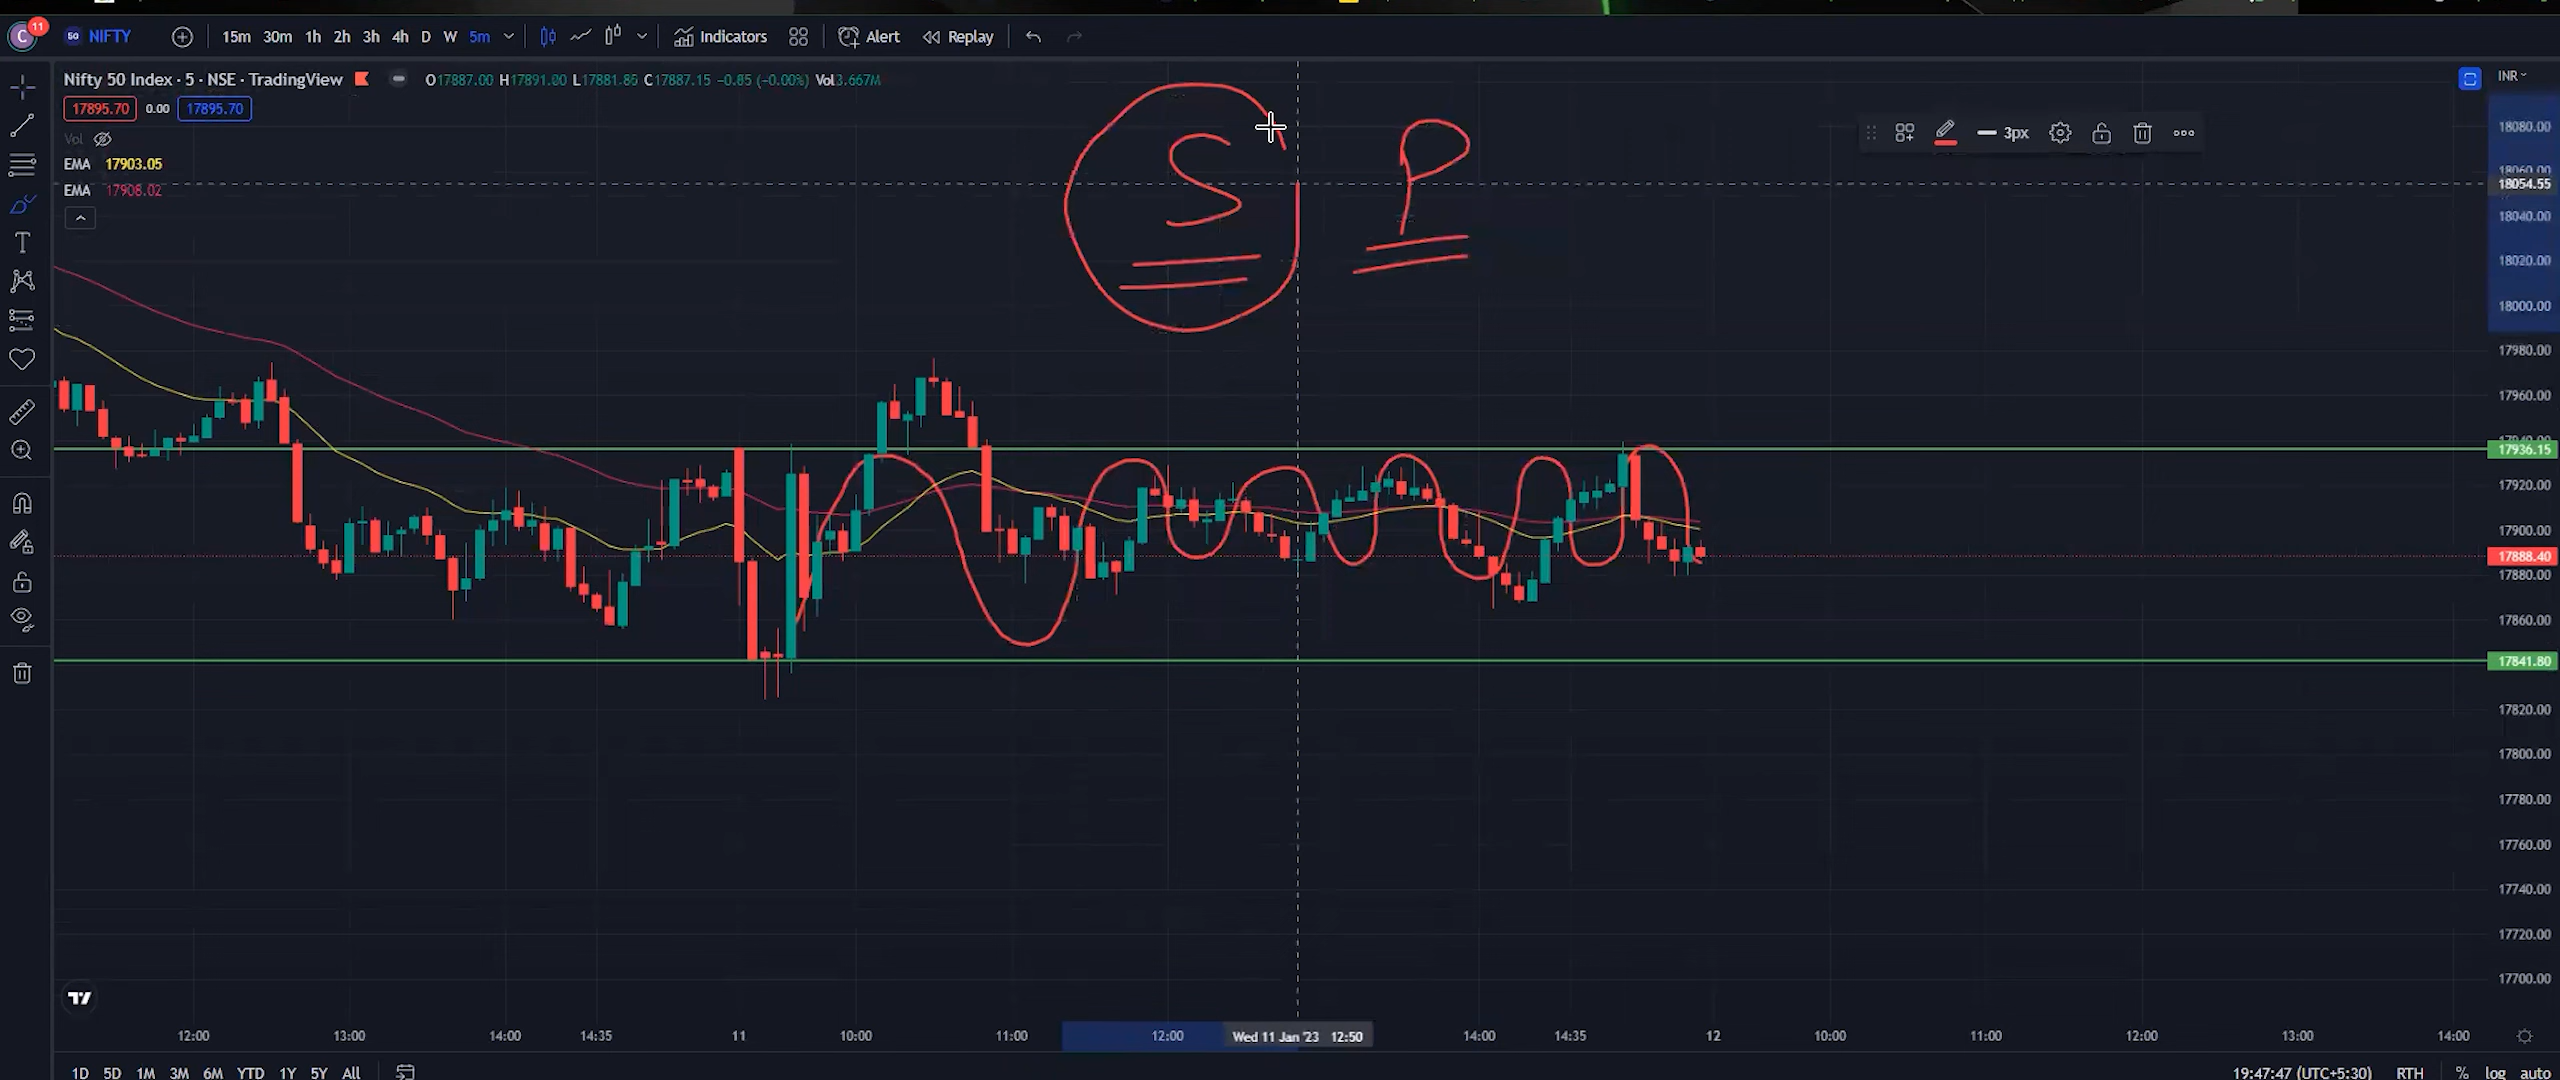 C 11 50 NIFTY 15m 30m 1h 2h 3h 4h D W 5m Indicators Alert Replay
Nifty 50 Index · 5 · NSE · TradingView O17887.00 H17891.00 L17881.85 C17887.15 −0.85 (−0.00%) Vol3.667M INR
17895.70 0.00 17895.70
Vol
EMA 17903.05
EMA 17908.02
S P
3px
18080.00
18060.00
18054.55
18040.00
18020.00
18000.00
17980.00
17960.00
17940.00
17936.15
17920.00
17900.00
17888.40
17880.00
17860.00
17841.80
17820.00
17800.00
17780.00
17760.00
17740.00
17720.00
17700.00
12:00 13:00 14:00 14:35 11 10:00 11:00 12:00 Wed 11 Jan '23 12:50 14:00 14:35 12 10:00 11:00 12:00 13:00 14:00
1D 5D 1M 3M 6M YTD 1Y 5Y All 19:47:47 (UTC+5:30) RTH % log auto